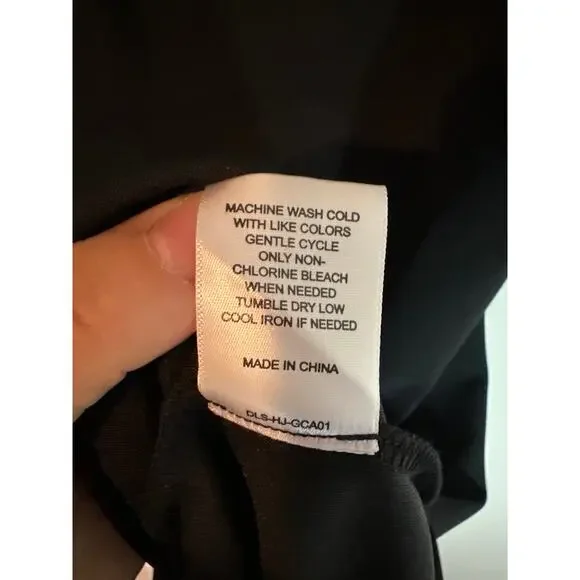 MACHINE WASH COLD
WITH LIKE COLORS
GENTLE CYCLE
ONLY NON-
CHLORINE BLEACH
WHEN NEEDED
TUMBLE DRY LOW
COOL IRON IF NEEDED
MADE IN CHINA
DLS-HJ-GCA01